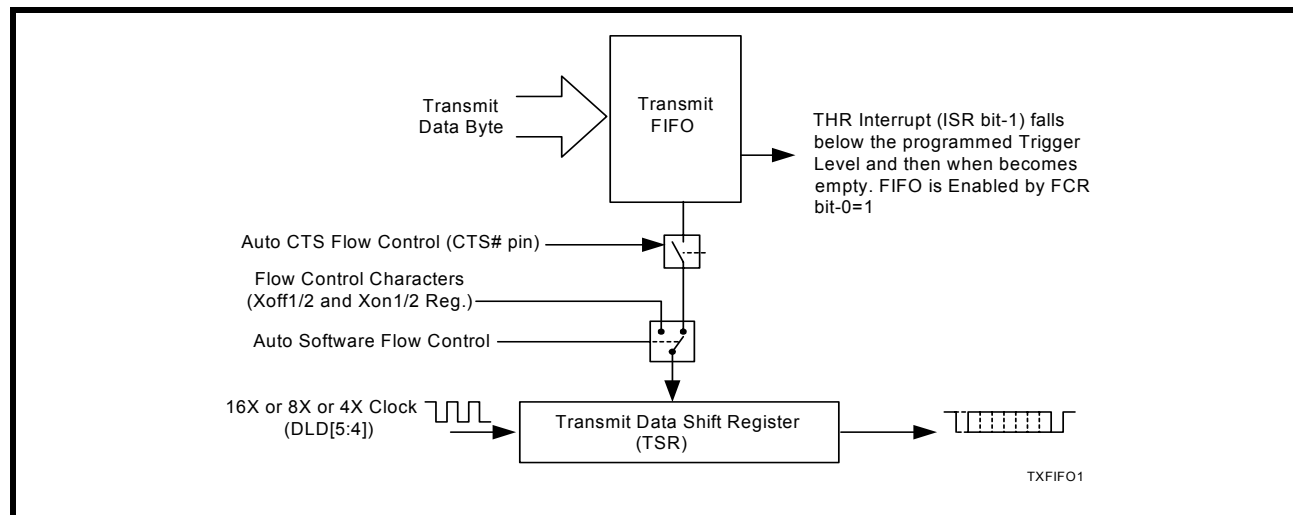 Transmit
Data Byte
Transmit
FIFO
THR Interrupt (ISR bit-1) falls
below the programmed Trigger
Level and then when becomes
empty. FIFO is Enabled by FCR
bit-0=1
Auto CTS Flow Control (CTS# pin)
Flow Control Characters
(Xoff1/2 and Xon1/2 Reg.)
Auto Software Flow Control
16X or 8X or 4X Clock
(DLD[5:4])
Transmit Data Shift Register
(TSR)
TXFIFO1